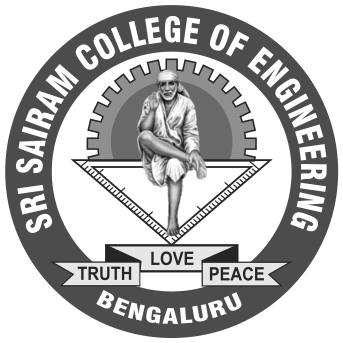 SRI SAIRAM COLLEGE OF ENGINEERING
LOVE
TRUTH PEACE
BENGALURU